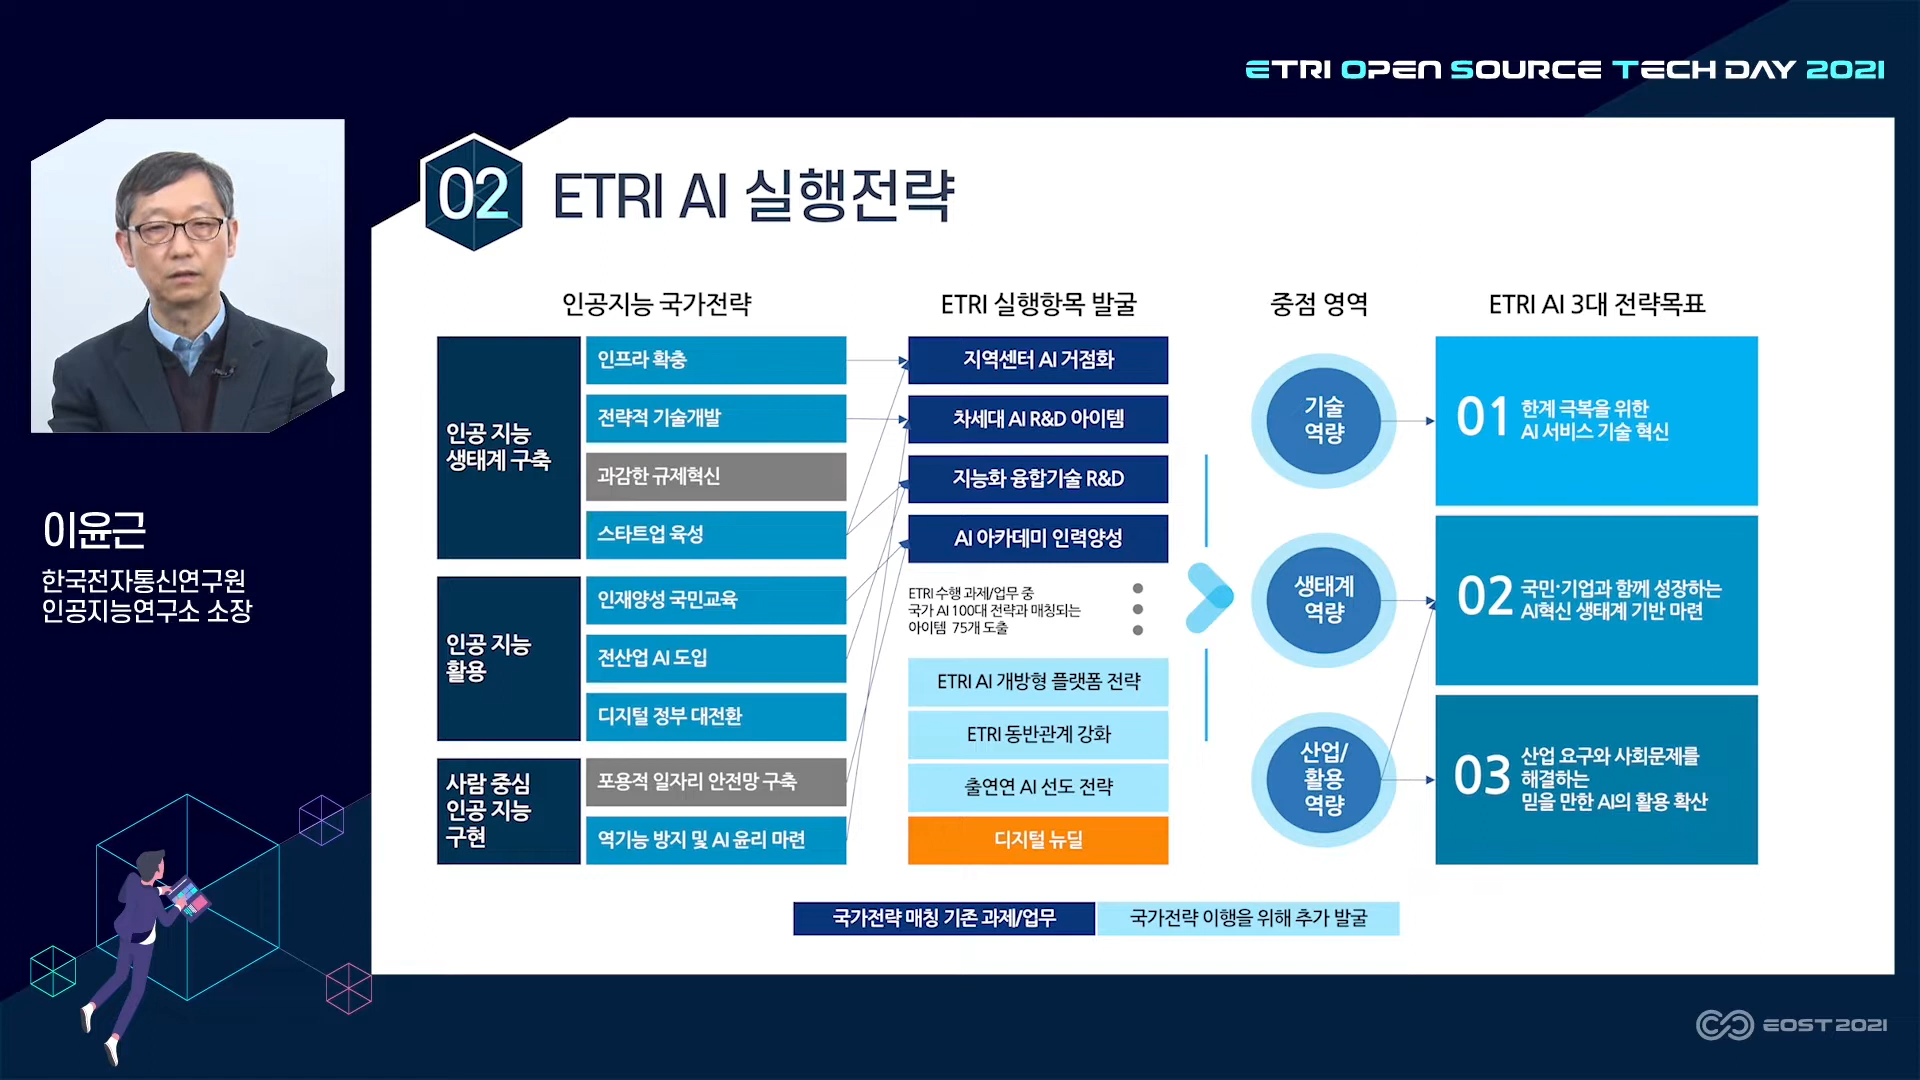 ETRI OPEN SOURCE TECH DAY 2021
02
ETRI AI 실행전략
이윤근
한국전자통신연구원
인공지능연구소 소장
인공지능 국가전략
인공 지능
생태계 구축
인프라 확충
전략적 기술개발
과감한 규제혁신
스타트업 육성
인공 지능
활용
인재양성 국민교육
전산업 AI 도입
디지털 정부 대전환
사람 중심
인공 지능
구현
포용적 일자리 안전망 구축
역기능 방지 및 AI 윤리 마련
ETRI 실행항목 발굴
지역센터 AI 거점화
차세대 AI R&D 아이템
지능화 융합기술 R&D
AI 아카데미 인력양성
ETRI 수행 과제/업무 중
국가 AI 100대 전략과 매칭되는
아이템 75개 도출
ETRI AI 개방형 플랫폼 전략
ETRI 동반관계 강화
출연연 AI 선도 전략
디지털 뉴딜
중점 영역
기술
역량
생태계
역량
산업/
활용
역량
ETRI AI 3대 전략목표
01
한계 극복을 위한
AI 서비스 기술 혁신
02
국민·기업과 함께 성장하는
AI혁신 생태계 기반 마련
03
산업 요구와 사회문제를
해결하는
믿을 만한 AI의 활용 확산
국가전략 매칭 기존 과제/업무
국가전략 이행을 위해 추가 발굴
EOST 2021